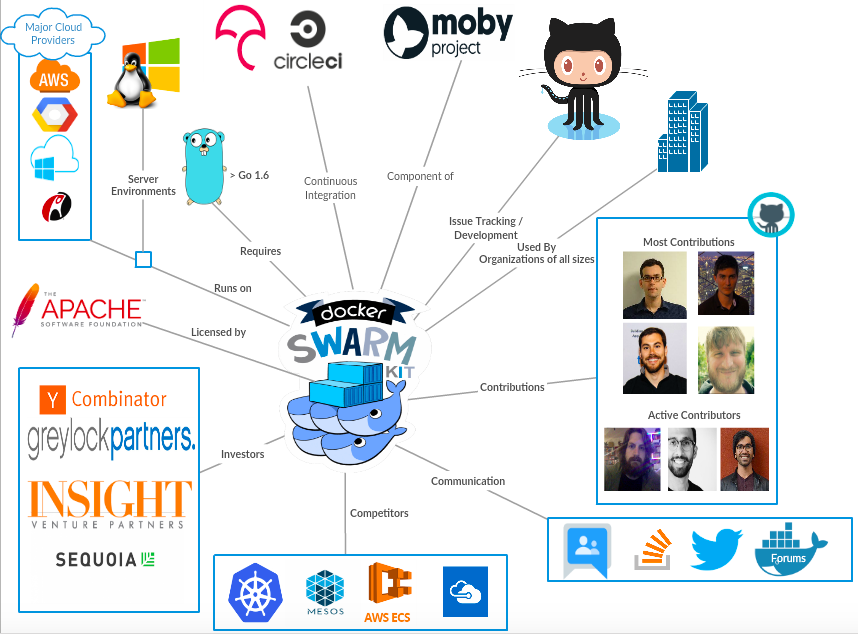 Major Cloud
Providers
AWS
circleci
moby
project
Server
Environments
> Go 1.6
Continuous
Integration
Component of
Issue Tracking /
Development
Used By
Organizations of all sizes
Requires
Runs on
THE
APACHE
SOFTWARE FOUNDATION
Licensed by
docker
SWARM
KIT
Most Contributions
Contributions
Active Contributors
Y Combinator
greylockpartners.
INSIGHT
VENTURE PARTNERS
SEQUOIA
Investors
Communication
Competitors
MESOS
AWS ECS
Forums